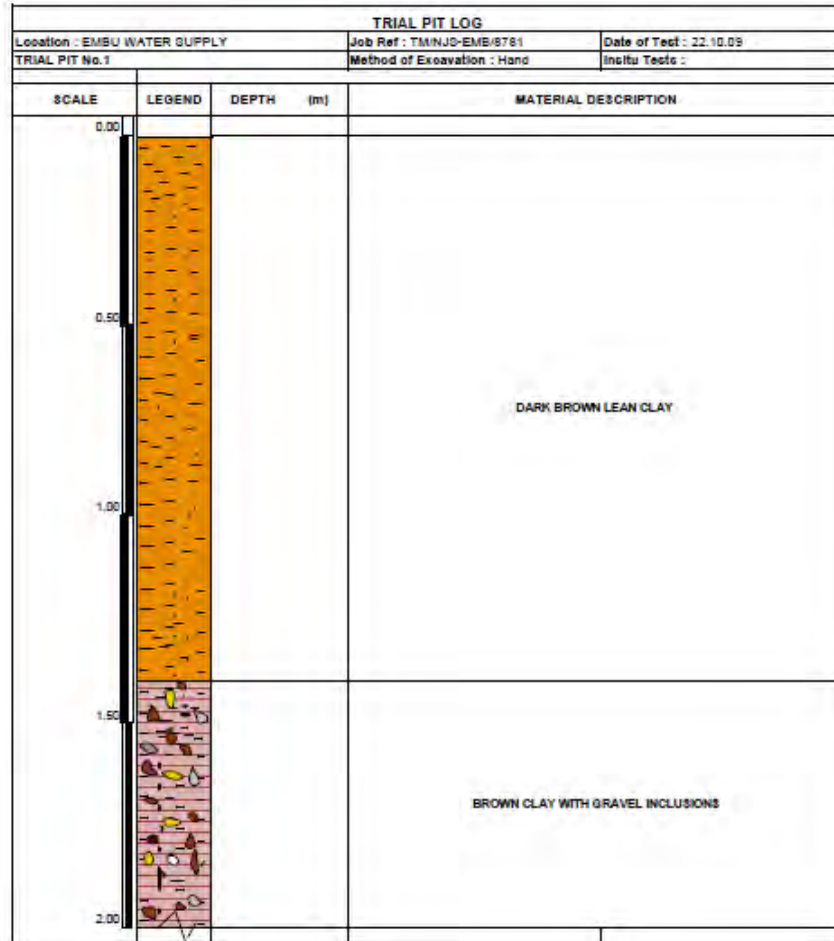 TRIAL PIT LOG
Location : EMBU WATER SUPPLY Job Ref : TM/NJS-EMB/8781 Date of Test : 22.10.09
TRIAL PIT No.1 Method of Excavation : Hand Insitu Tests :
SCALE LEGEND DEPTH (m) MATERIAL DESCRIPTION
0.00
0.50
DARK BROWN LEAN CLAY
1.00
1.50
BROWN CLAY WITH GRAVEL INCLUSIONS
2.00